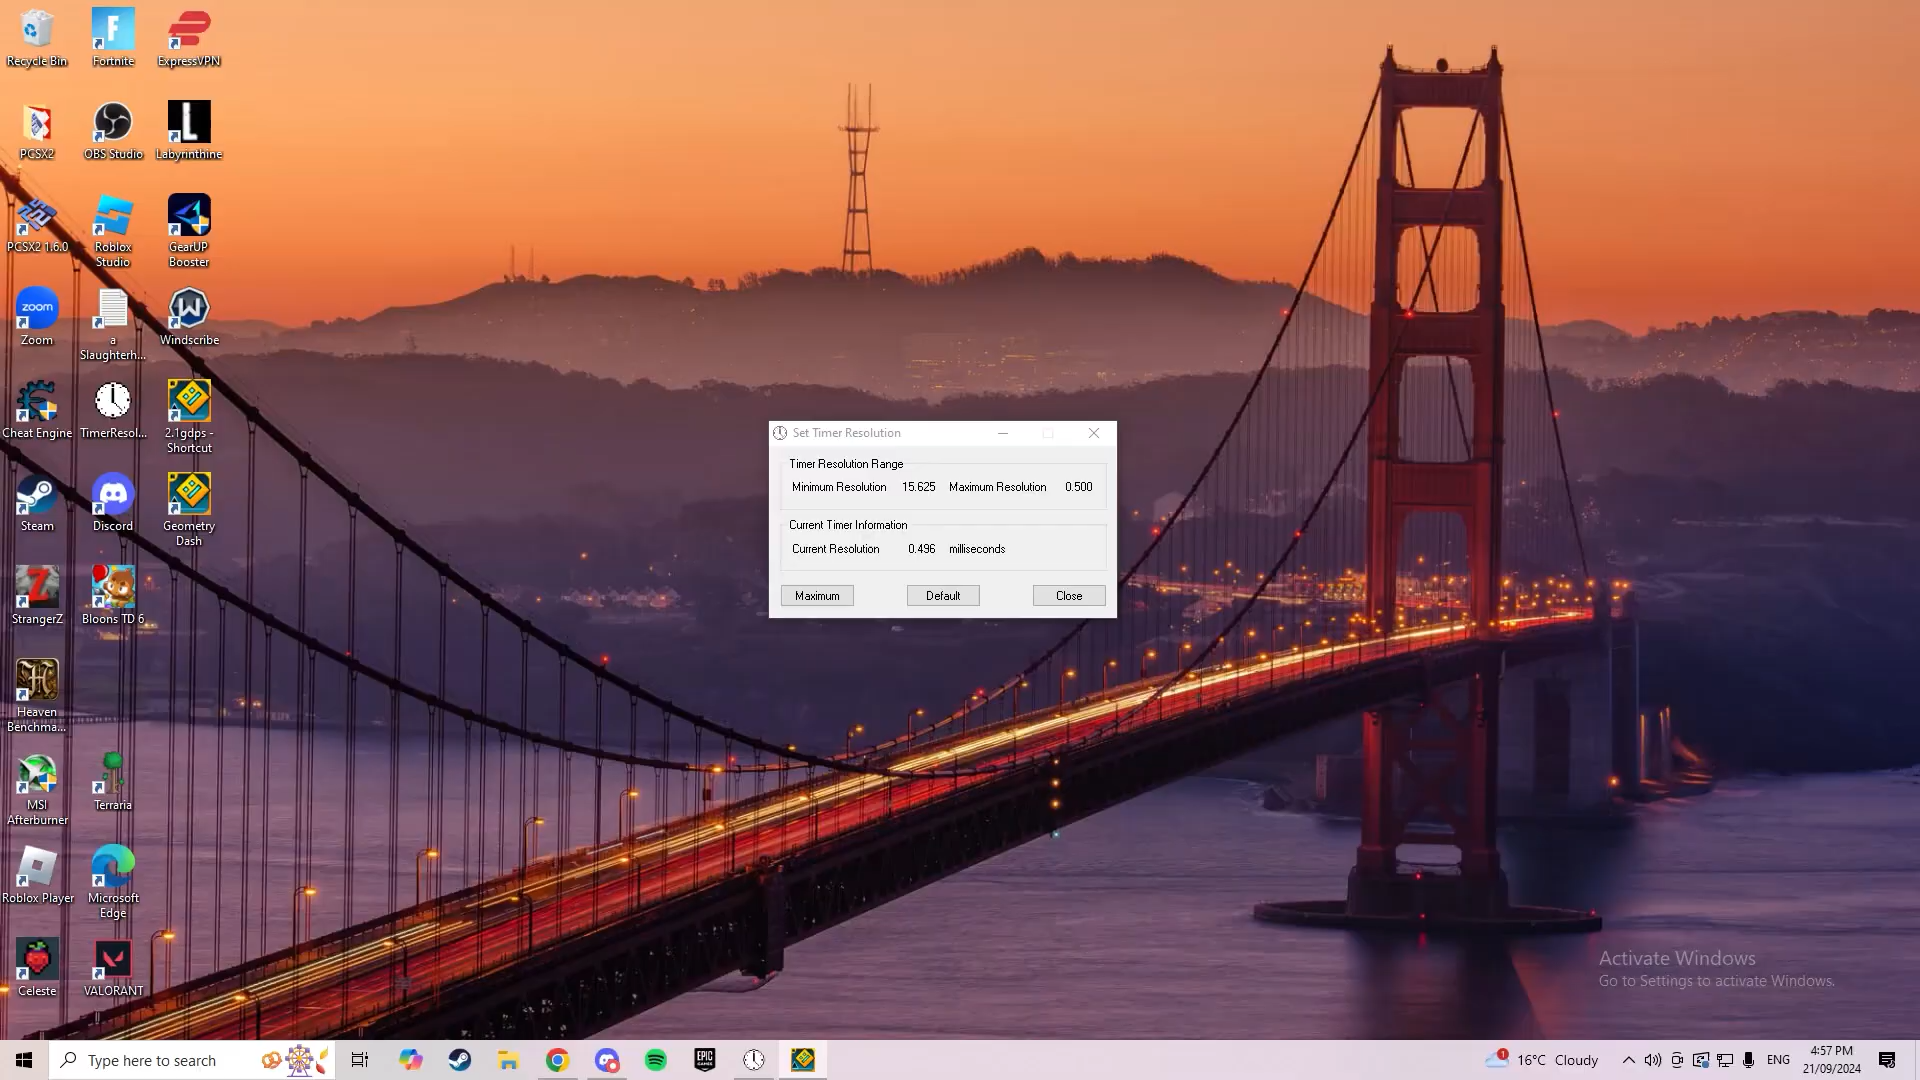 Recycle Bin
Fortnite
ExpressVPN
PCSX2
OBS Studio
Labyrinthine
PCSX2 1.6.0
Roblox
Studio
GearUP
Booster
Zoom
a
Slaughterh...
Windscribe
Cheat Engine
TimerResol...
2.1gdps -
Shortcut
Steam
Discord
Geometry
Dash
StrangerZ
Bloons TD 6
Heaven
Benchma...
MSI
Afterburner
Terraria
Roblox Player
Microsoft
Edge
Celeste
VALORANT
zoom
Set Timer Resolution
Timer Resolution Range
Minimum Resolution 15.625 Maximum Resolution 0.500
Current Timer Information
Current Resolution 0.496 milliseconds
Maximum Default Close
Activate Windows
Go to Settings to activate Windows.
Type here to search
EPIC
GAMES
1
16°C Cloudy
ENG
4:57 PM
21/09/2024